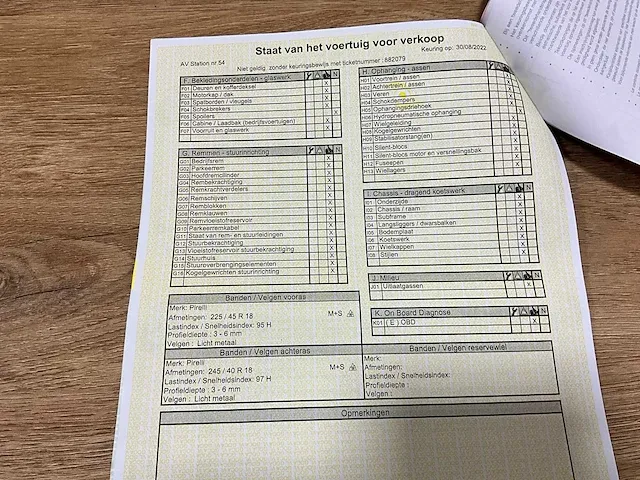 Staat van het voertuig voor verkoop
AV Station nr.54
Keuring op: 30/08/2022
Niet geldig zonder keuringsbewijs met ticketnummer : 682079
F. Bekledingsonderdelen - glaswerk N
F01 Deuren en kofferdeksel X
F02 Motorkap / dak X
F03 Spatborden / vleugels X
F04 Schokbrekers X
F05 Spoilers X
F06 Cabine / Laadbak (bedrijfsvoertuigen) X
F07 Voorruit en glaswerk X
G. Remmen - stuurinrichting N
G01 Bedrijfsrem X
G02 Parkeerrem X
G03 Hoofdremcilinder X
G04 Rembekrachtiging X
G05 Remkrachtverdelers X
G06 Remschijven X
G07 Remblokken X
G08 Remklauwen X
G09 Remvloeistofreservoir X
G10 Parkeerremkabel X
G11 Staat van rem- en stuurleidingen X
G12 Stuurbekrachtiging X
G13 Vloeistofreservoir stuurbekrachtiging X
G14 Stuurhuis X
G15 Stuuroverbrengingselementen X
G16 Kogelgewrichten stuurinrichting X
Banden / Velgen vooras
Merk: Pirelli
Afmetingen: 225 / 45 R 18 M+S
Lastindex / Snelheidsindex: 95 H
Profieldiepte : 3 - 6 mm
Velgen : Licht metaal
Banden / Velgen achteras
Merk: Pirelli
Afmetingen: 245 / 40 R 18 M+S
Lastindex / Snelheidsindex: 97 H
Profieldiepte : 3 - 6 mm
Velgen : Licht metaal
H. Ophanging - assen N
H01 Voortrein / assen X
H02 Achtertrein / assen X
H03 Veren X
H04 Schokdempers X
H05 Ophangingsdriehoek X
H06 Hydropneumatische ophanging X
H07 Wielgeleiding X
H08 Kogelgewrichten X
H09 Stabilisatorstang(en) X
H10 Silent-blocs X
H11 Silent-blocs motor en versnellingsbak X
H12 Fuseepen X
H13 Wiellagers X
I. Chassis - dragend koetswerk N
I01 Onderzijde X
I02 Chassis / raam X
I03 Subframe X
I04 Langsliggers / dwarsbalken X
I05 Bodemplaat X
I06 Koetswerk X
I07 Wielkappen X
I08 Stijlen X
J. Milieu N
J01 Uitlaatgassen X
K. On Board Diagnose N
K01 ( E ) OBD X
Banden / Velgen reservewiel
Merk:
Afmetingen:
Lastindex / Snelheidsindex:
Profieldiepte :
Velgen :
Opmerkingen